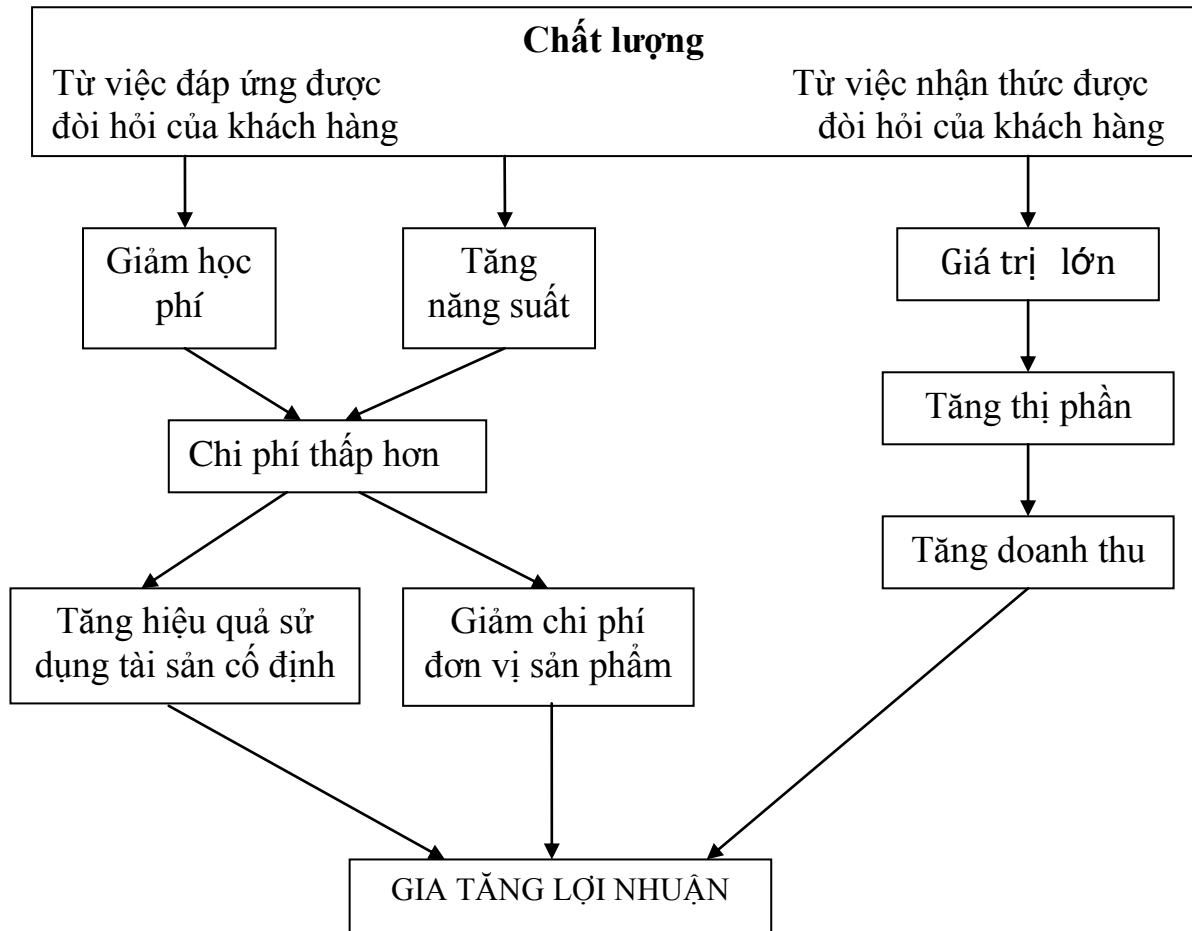 Chất lượng
Từ việc đáp ứng được
đòi hỏi của khách hàng
Từ việc nhận thức được
đòi hỏi của khách hàng
Giảm học
phí
Tăng
năng suất
Giá trị lớn
Tăng thị phần
Chi phí thấp hơn
Tăng doanh thu
Tăng hiệu quả sử
dụng tài sản cố định
Giảm chi phí
đơn vị sản phẩm
GIA TĂNG LỢI NHUẬN